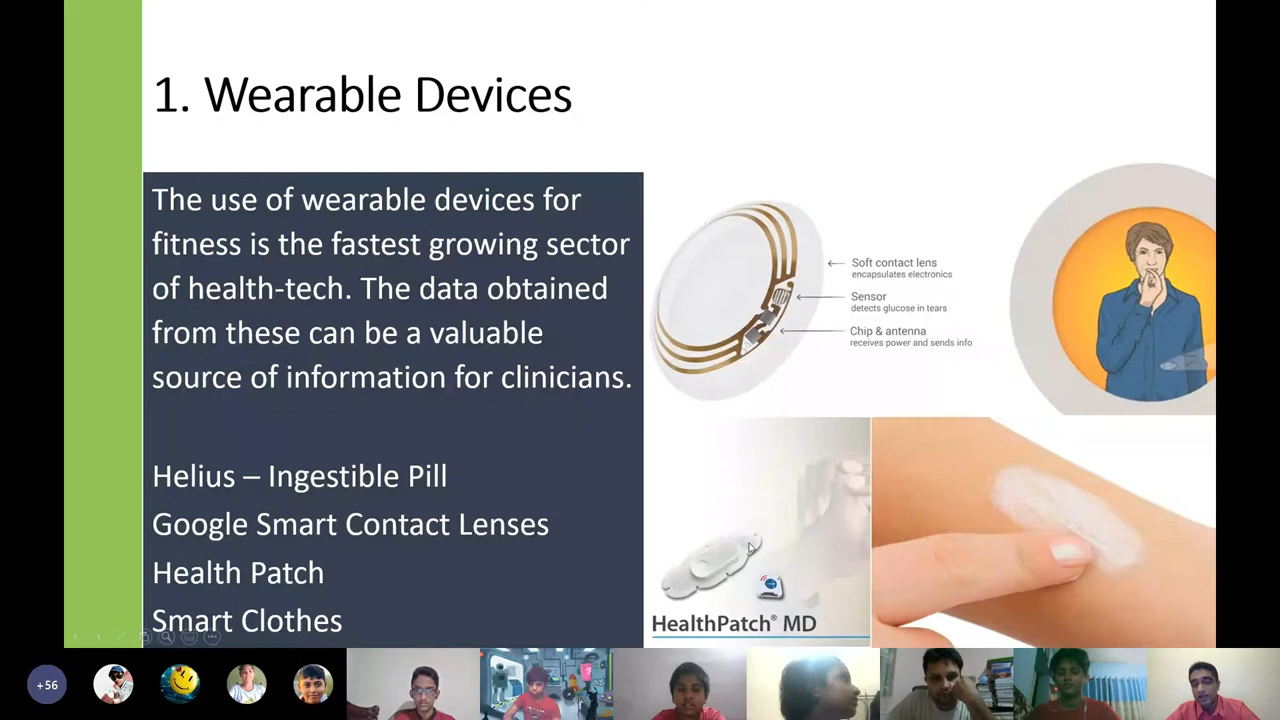 1. Wearable Devices
The use of wearable devices for
fitness is the fastest growing sector
of health-tech. The data obtained
from these can be a valuable
source of information for clinicians.
Helius – Ingestible Pill
Google Smart Contact Lenses
Health Patch
Smart Clothes
Soft contact lens
encapsulates electronics
Sensor
detects glucose in tears
Chip & antenna
receives power and sends info
HealthPatch® MD
+56